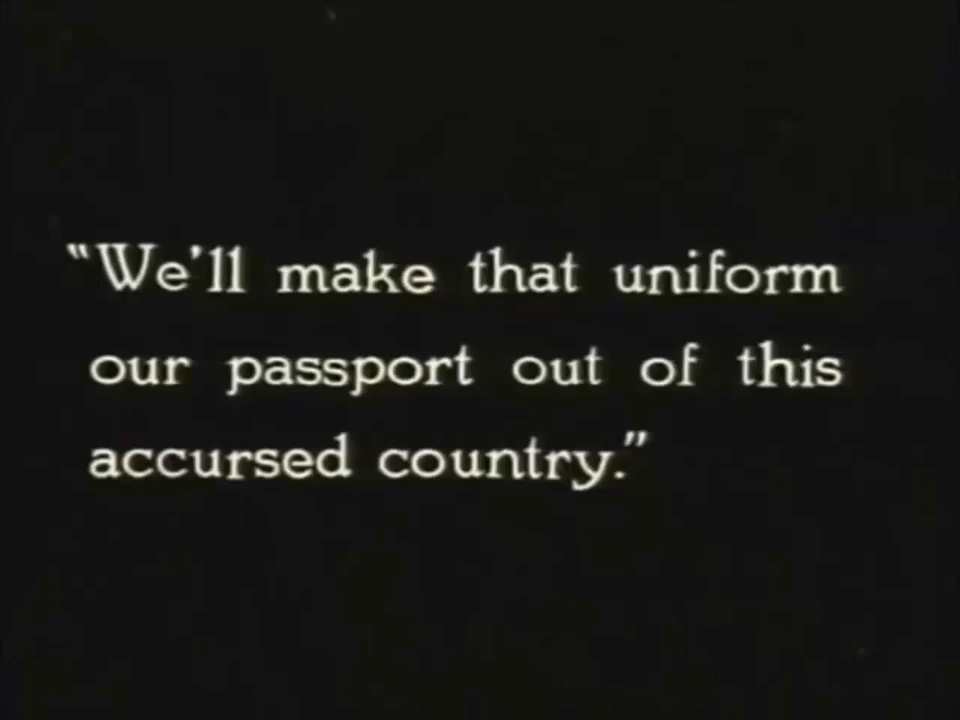 "We'll make that uniform
our passport out of this
accursed country."